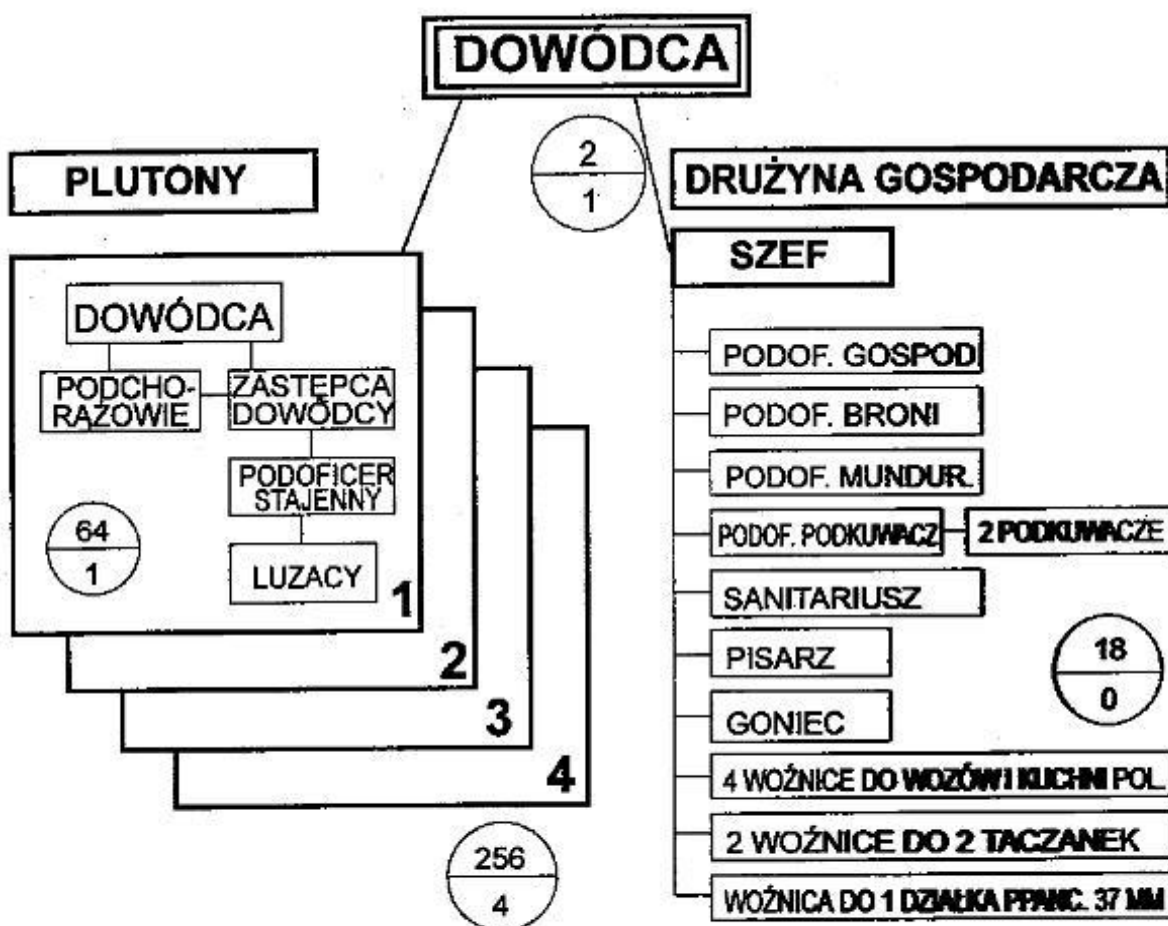 DOWÓDCA
2
1
PLUTONY
DOWÓDCA
PODCHO-
RĄŻOWIE
ZASTĘPCA
DOWÓDCY
PODOFICER
STAJENNY
LUZACY
64
1
1
2
3
4
256
4
DRUŻYNA GOSPODARCZA
SZEF
PODOF. GOSPOD
PODOF. BRONI
PODOF. MUNDUR.
PODOF. PODKUWACZ
2 PODKUWACZE
SANITARIUSZ
PISARZ
GONIEC
18
0
4 WOŹNICE DO WOZÓW I KUCHNI POL.
2 WOŹNICE DO 2 TACZANEK
WOŹNICA DO 1 DZIAŁKA PPANC. 37 MM